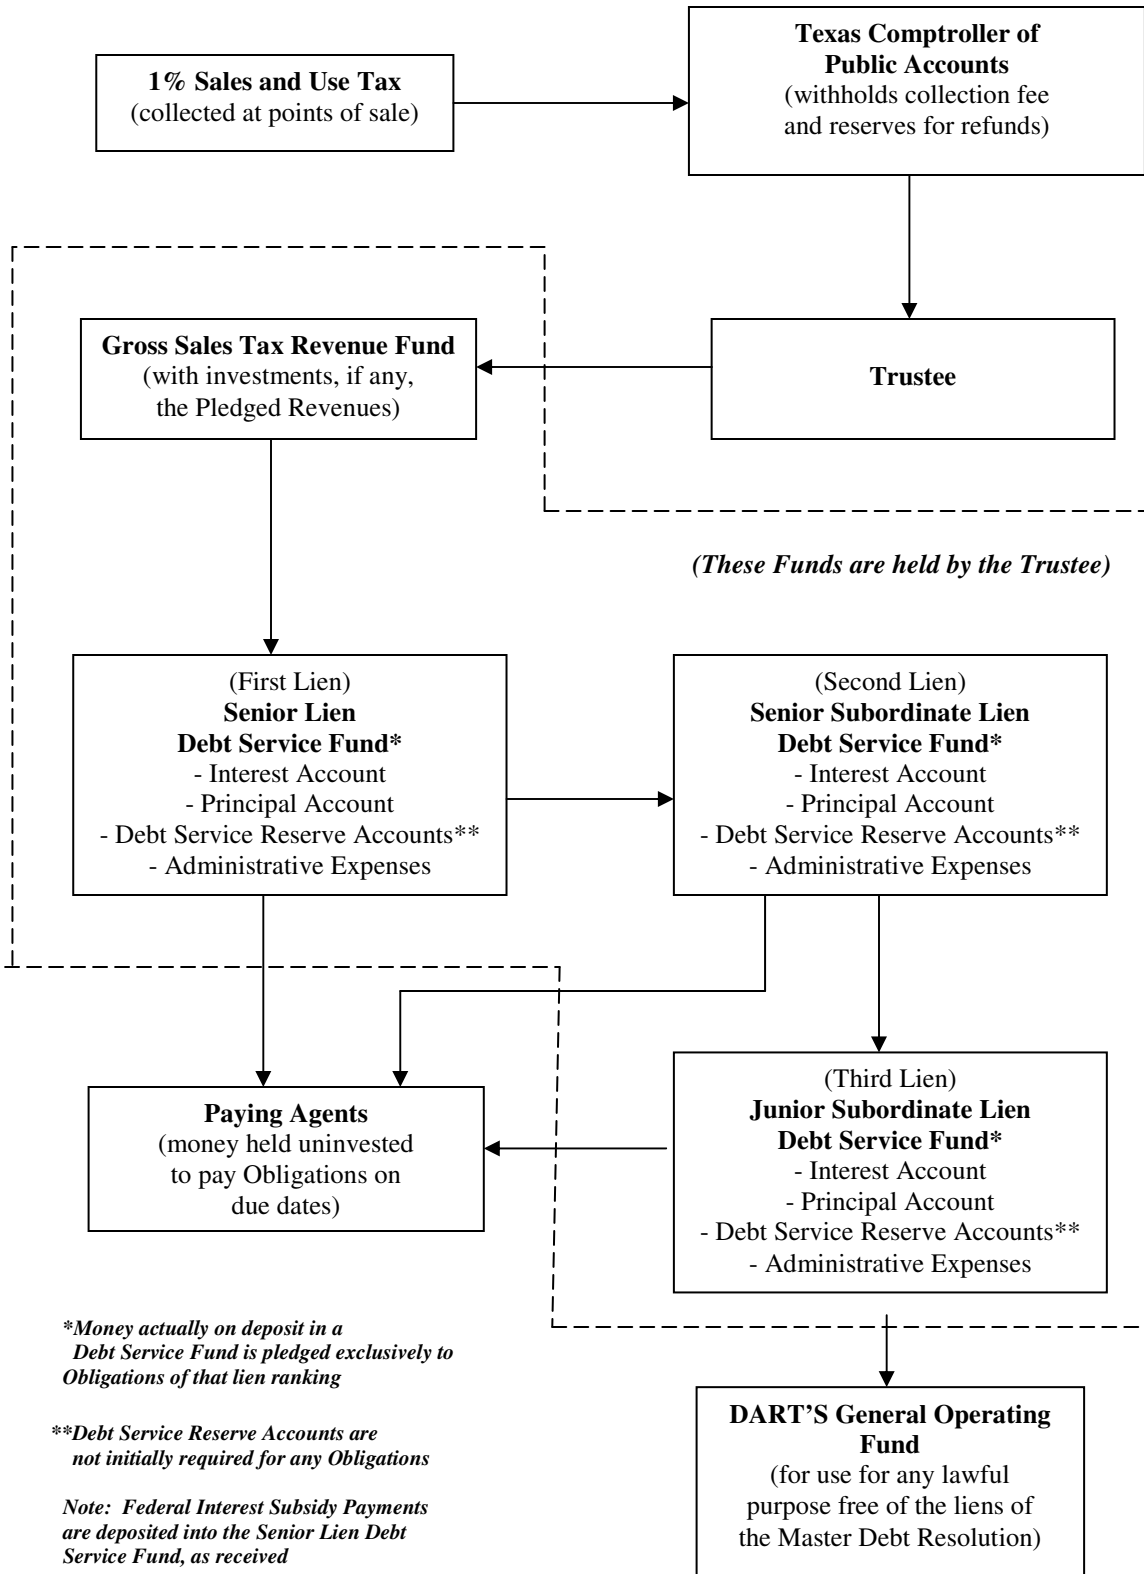 1% Sales and Use Tax
(collected at points of sale)
Texas Comptroller of
Public Accounts
(withholds collection fee
and reserves for refunds)
Gross Sales Tax Revenue Fund
(with investments, if any,
the Pledged Revenues)
Trustee
(These Funds are held by the Trustee)
(First Lien)
Senior Lien
Debt Service Fund*
- Interest Account
- Principal Account
- Debt Service Reserve Accounts**
- Administrative Expenses
(Second Lien)
Senior Subordinate Lien
Debt Service Fund*
- Interest Account
- Principal Account
- Debt Service Reserve Accounts**
- Administrative Expenses
Paying Agents
(money held uninvested
to pay Obligations on
due dates)
(Third Lien)
Junior Subordinate Lien
Debt Service Fund*
- Interest Account
- Principal Account
- Debt Service Reserve Accounts**
- Administrative Expenses
*Money actually on deposit in a
Debt Service Fund is pledged exclusively to
Obligations of that lien ranking
**Debt Service Reserve Accounts are
not initially required for any Obligations
Note: Federal Interest Subsidy Payments
are deposited into the Senior Lien Debt
Service Fund, as received
DART'S General Operating
Fund
(for use for any lawful
purpose free of the liens of
the Master Debt Resolution)